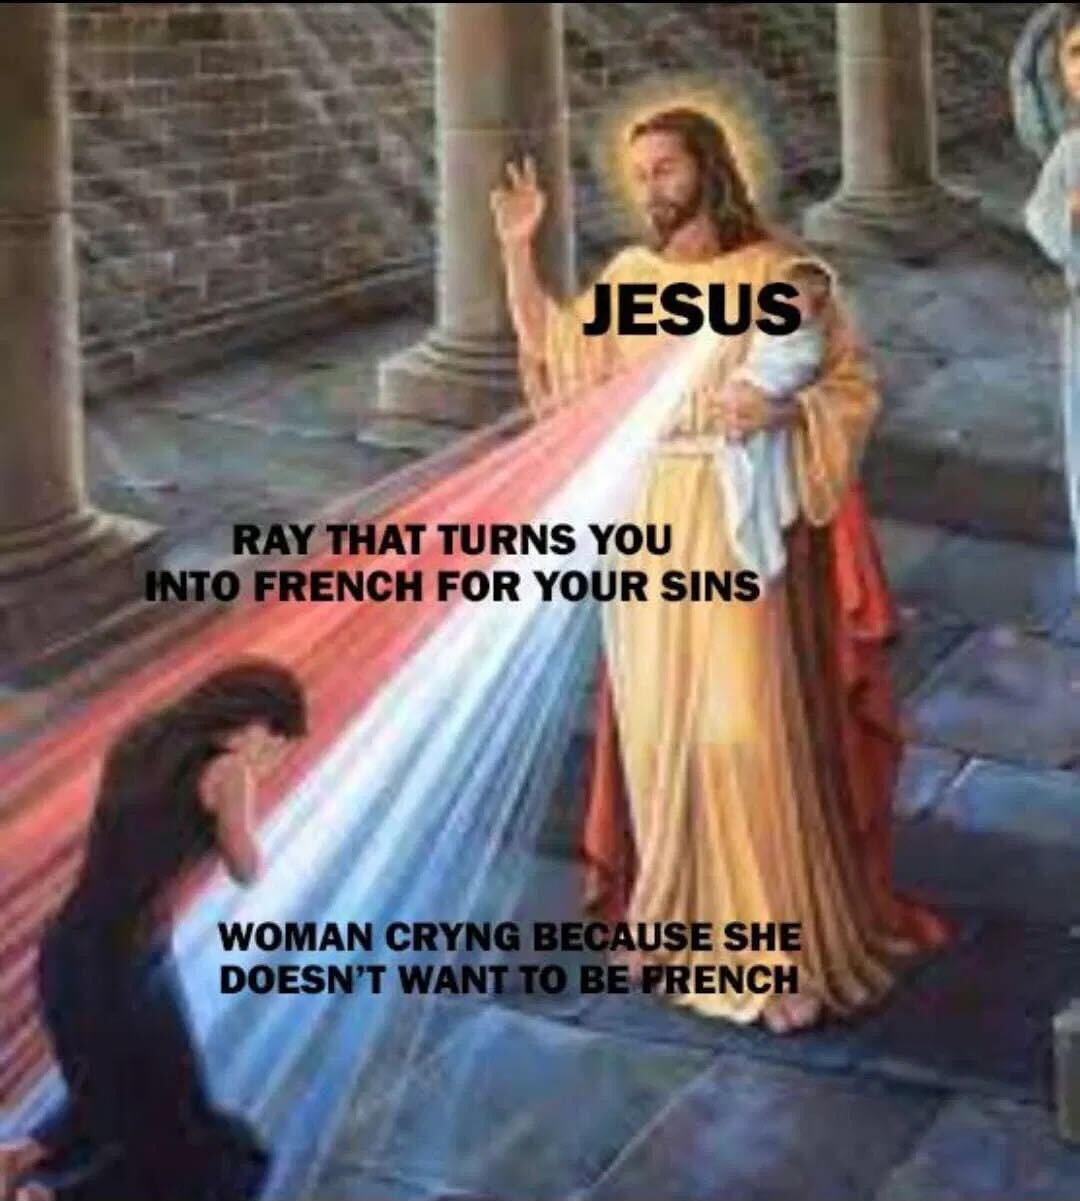 JESUS
RAY THAT TURNS YOU
INTO FRENCH FOR YOUR SINS
WOMAN CRYNG BECAUSE SHE
DOESN'T WANT TO BE FRENCH